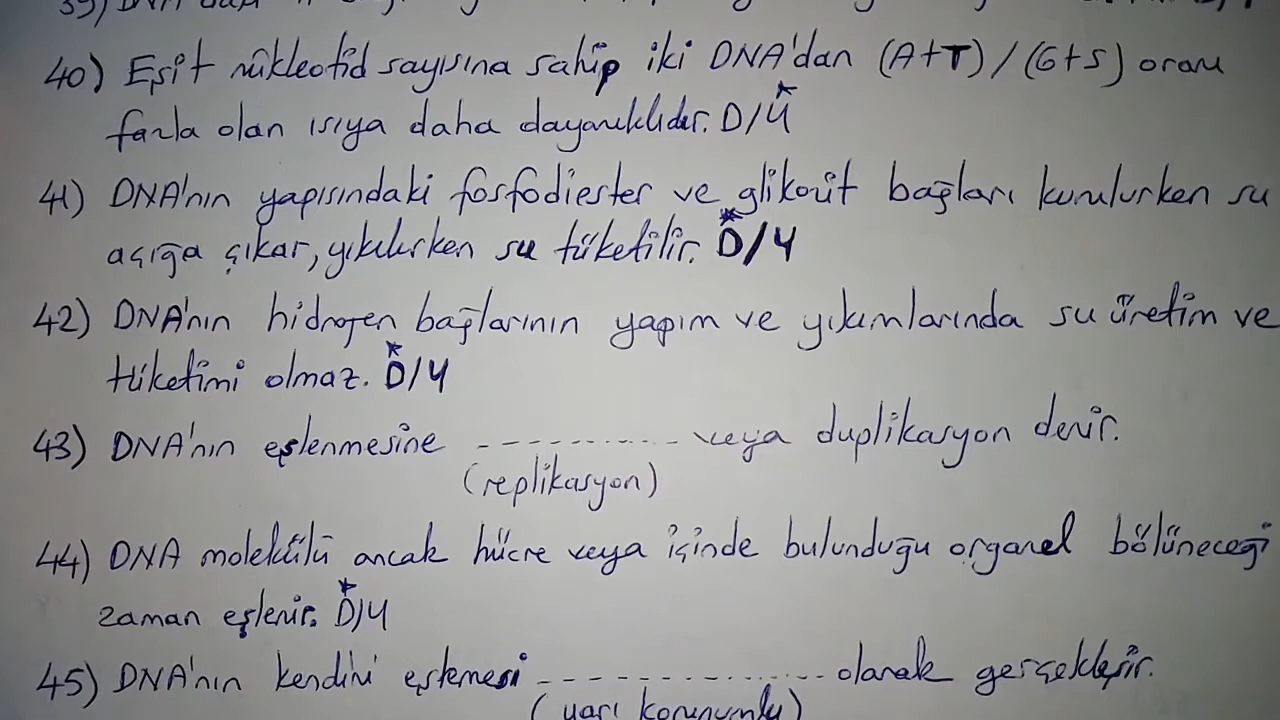 40) Eşit nükleotid sayısına sahip iki DNA'dan (A+T)/(G+S) oranı
fazla olan ısıya daha dayanıklıdır. D/Y
41) DNA'nın yapısındaki fosfodiester ve glikozit bağları kurulurken su
açığa çıkar, yıkılırken su tüketilir. D/Y
42) DNA'nın hidrojen bağlarının yapım ve yıkımlarında su üretim ve
tüketimi olmaz. D/Y
43) DNA'nın eşlenmesine ---------- veya duplikasyon denir.
(replikasyon)
44) DNA molekülü ancak hücre veya içinde bulunduğu organel bölüneceği
zaman eşlenir. D/Y
45) DNA'nın kendini eşlemesi -------------- olarak gerçekleşir.
(yarı korunumlu)